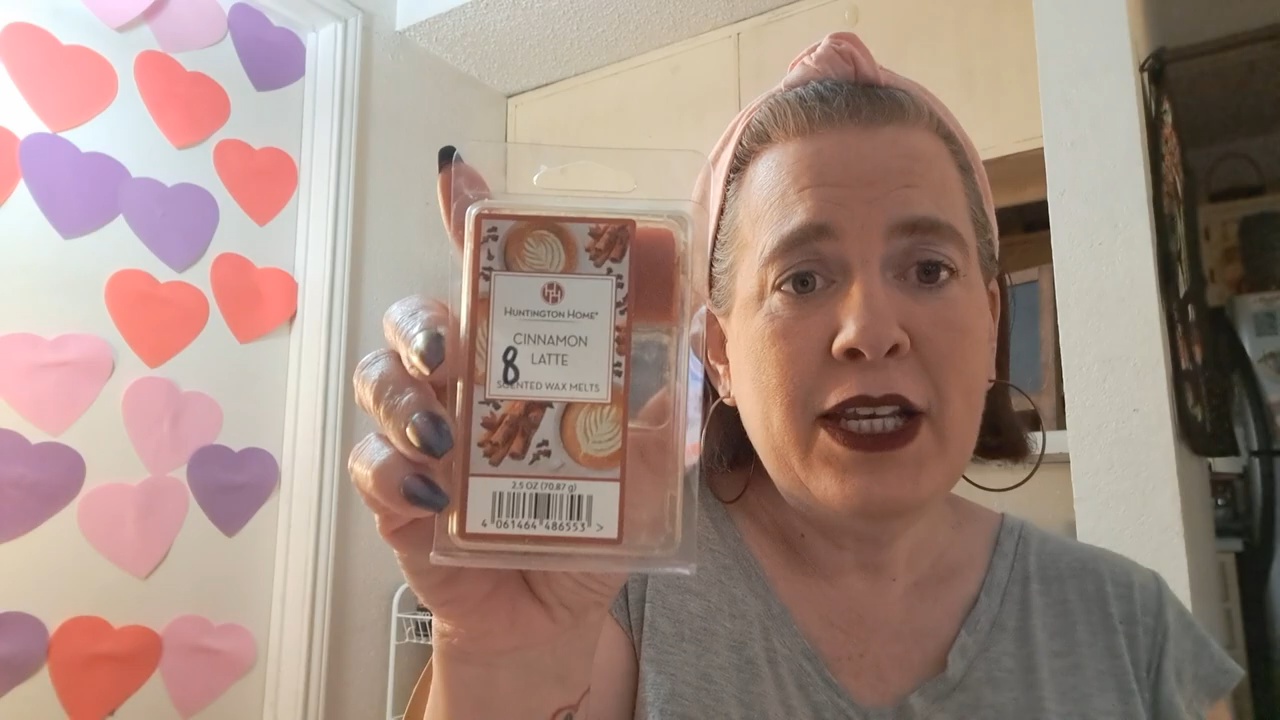 HUNTINGTON HOME®
CINNAMON
LATTE
8
SCENTED WAX MELTS
2.5 OZ (70.87 g)
4 061464 486553 >